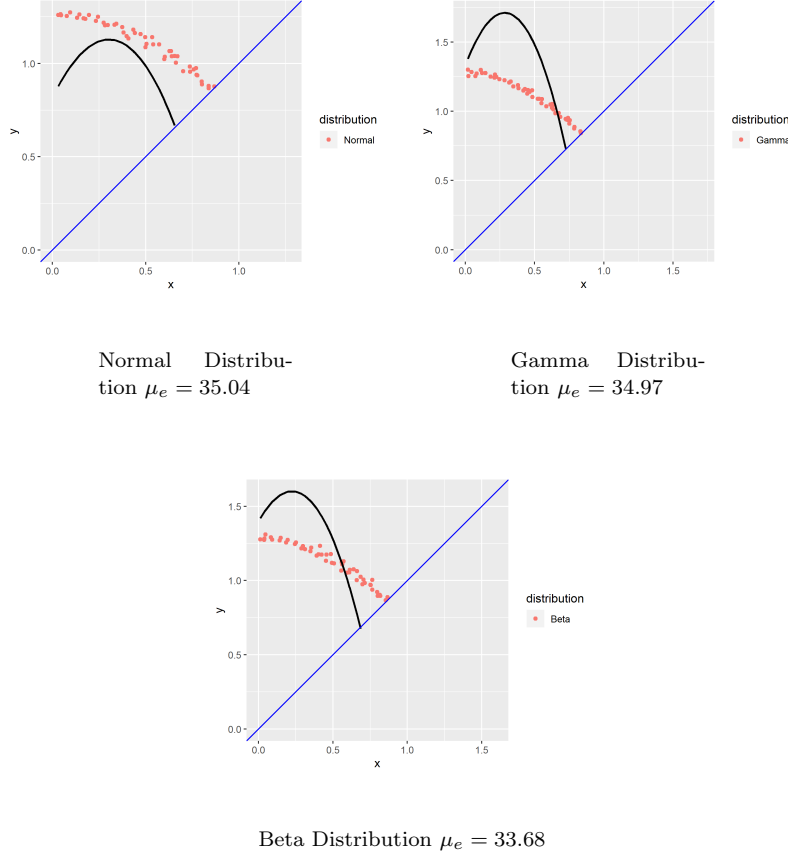 1.0
0.5
0.0
y
0.0 0.5 1.0
x
distribution
Normal
1.5
1.0
0.5
0.0
y
0.0 0.5 1.0 1.5
x
distribution
Gamma
Normal Distribu-
tion μe = 35.04
Gamma Distribu-
tion μe = 34.97
1.5
1.0
0.5
0.0
y
0.0 0.5 1.0 1.5
x
distribution
Beta
Beta Distribution μe = 33.68